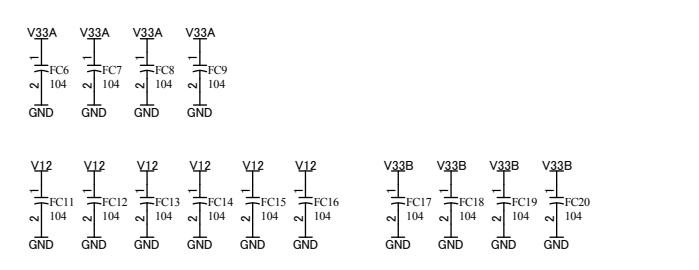 V33A V33A V33A V33A
1 1 1 1
FC6 FC7 FC8 FC9
2 104 2 104 2 104 2 104
GND GND GND GND
V12 V12 V12 V12 V12 V12 V33B V33B V33B V33B
1 1 1 1 1 1 1 1 1 1
FC11 FC12 FC13 FC14 FC15 FC16 FC17 FC18 FC19 FC20
2 104 2 104 2 104 2 104 2 104 2 104 2 104 2 104 2 104 2 104
GND GND GND GND GND GND GND GND GND GND